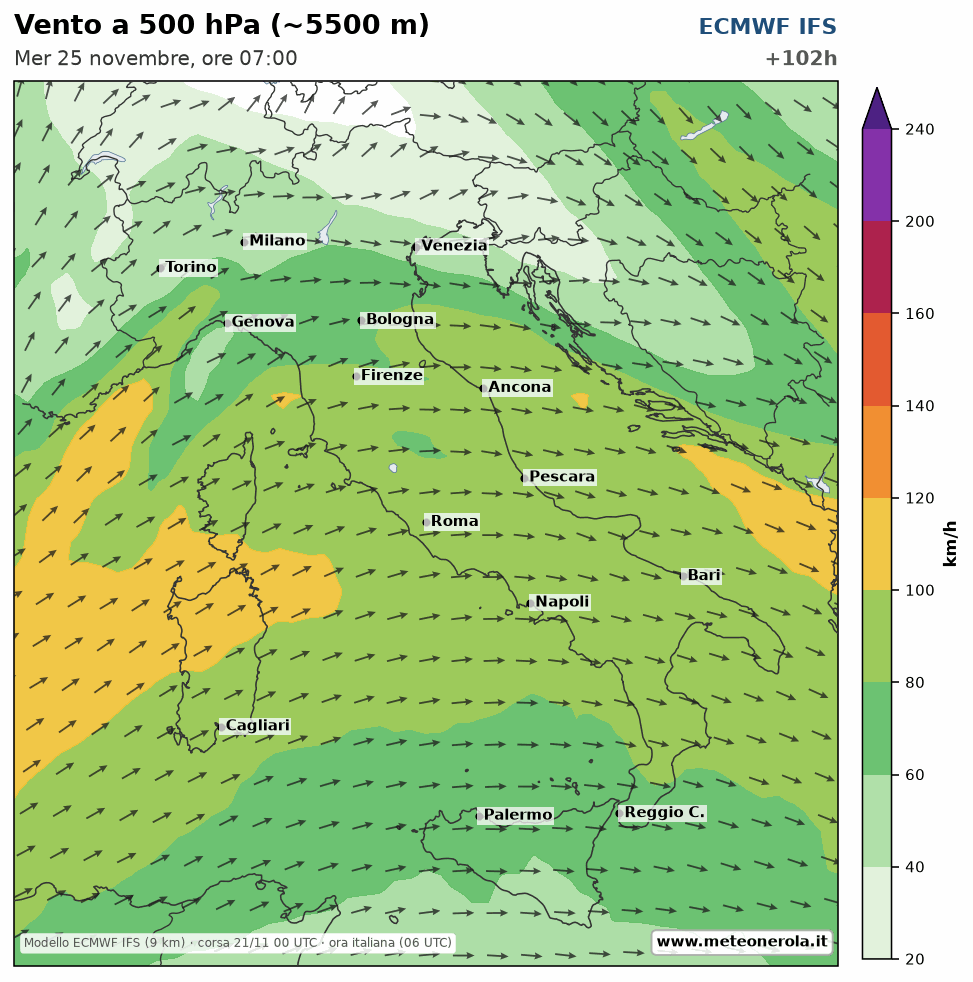 Vento a 500 hPa (~5500 m)
ECMWF IFS
Mer 25 novembre, ore 07:00
+102h
240
200
160
140
120
100
80
60
40
20
km/h
Milano
Venezia
Torino
Genova
Bologna
Firenze
Ancona
Pescara
Roma
Bari
Napoli
Cagliari
Palermo
Reggio C.
Modello ECMWF IFS (9 km) · corsa 21/11 00 UTC · ora italiana (06 UTC)
www.meteonerola.it